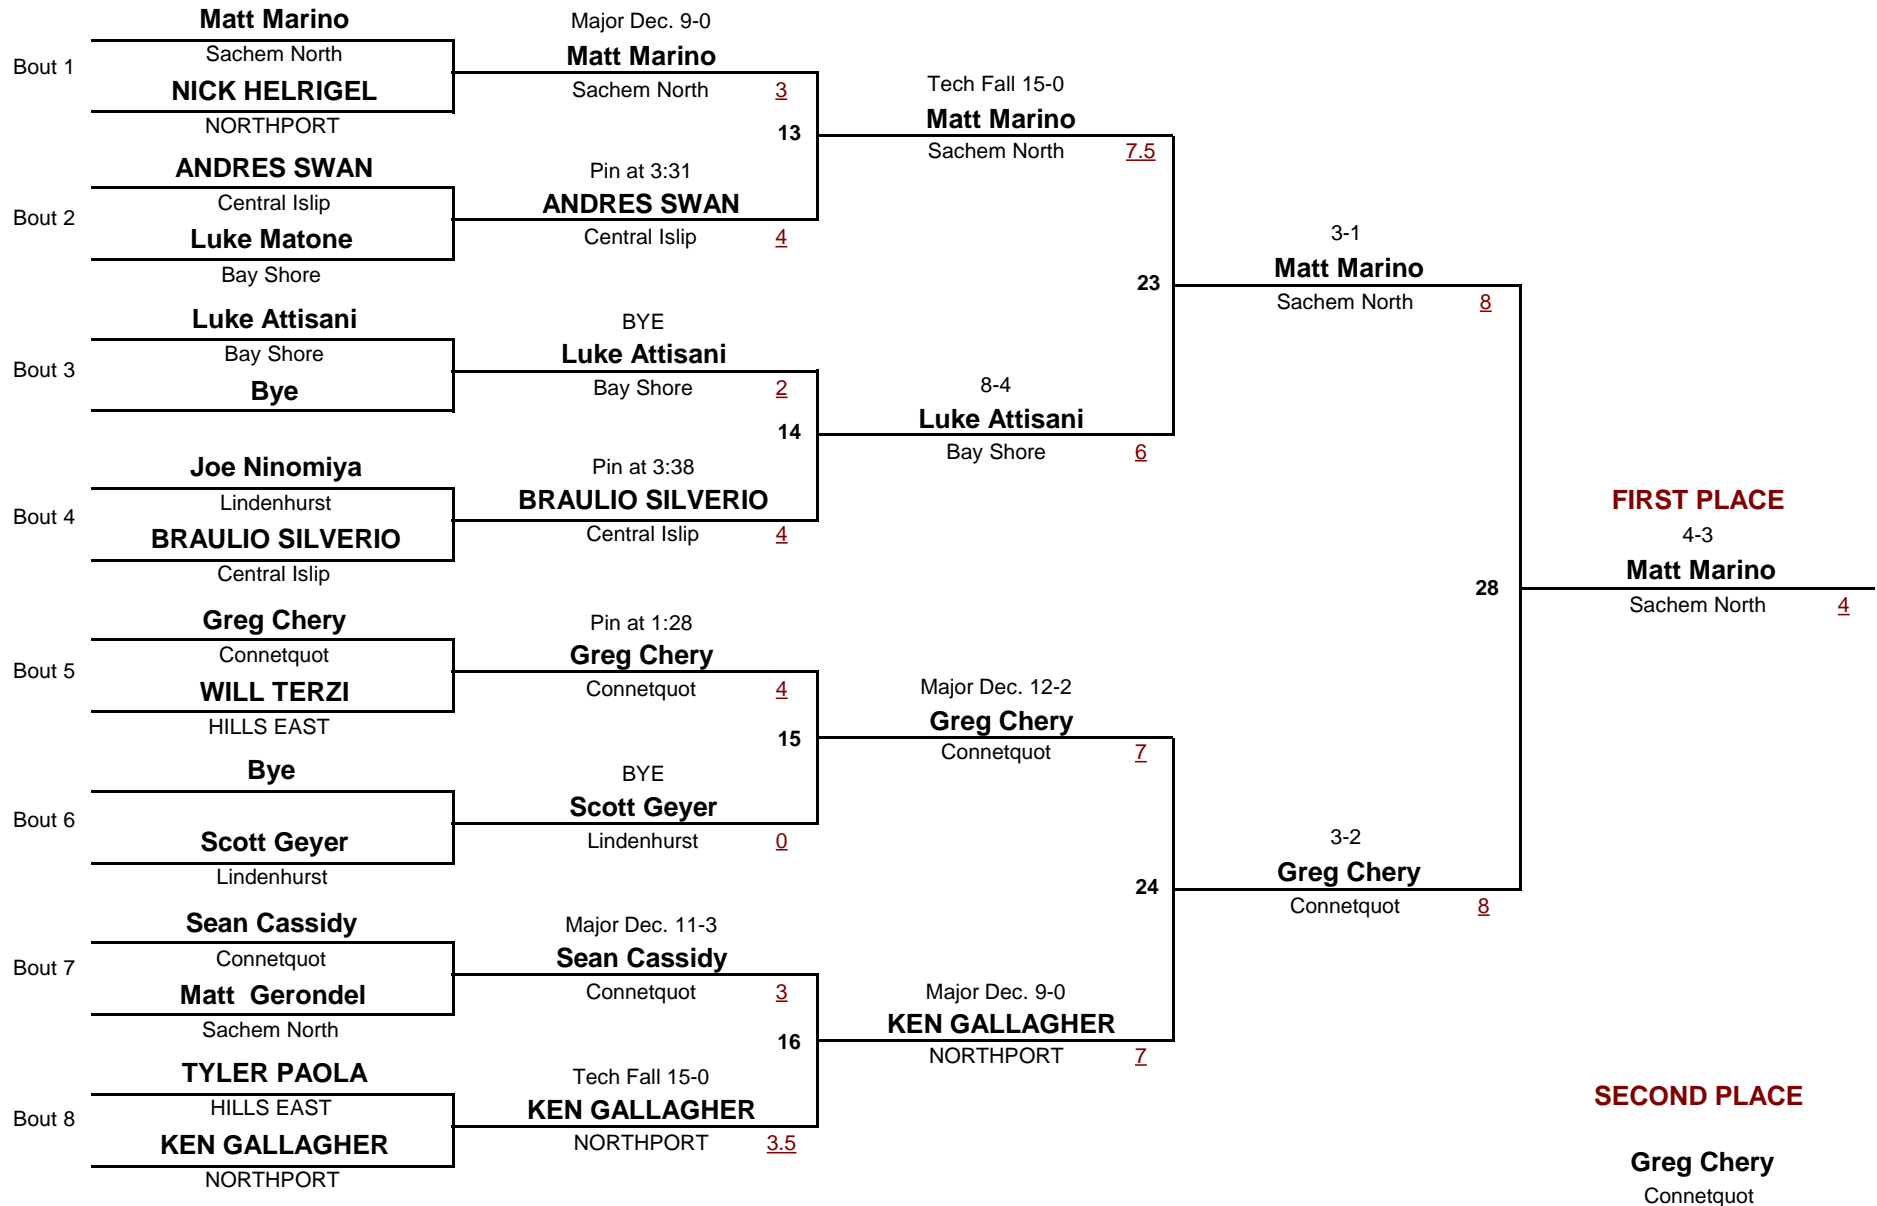 Matt Marino
Sachem North
Bout 1
NICK HELRIGEL
NORTHPORT
ANDRES SWAN
Central Islip
Bout 2
Luke Matone
Bay Shore
Luke Attisani
Bay Shore
Bout 3
Bye
Joe Ninomiya
Lindenhurst
Bout 4
BRAULIO SILVERIO
Central Islip
Greg Chery
Connetquot
Bout 5
WILL TERZI
HILLS EAST
Bye
Bout 6
Scott Geyer
Lindenhurst
Sean Cassidy
Connetquot
Bout 7
Matt  Gerondel
Sachem North
TYLER PAOLA
HILLS EAST
Bout 8
KEN GALLAGHER
NORTHPORT
Major Dec. 9-0
Matt Marino
Sachem North 3
13
Pin at 3:31
ANDRES SWAN
Central Islip 4
BYE
Luke Attisani
Bay Shore 2
14
Pin at 3:38
BRAULIO SILVERIO
Central Islip 4
Pin at 1:28
Greg Chery
Connetquot 4
15
BYE
Scott Geyer
Lindenhurst 0
Major Dec. 11-3
Sean Cassidy
Connetquot 3
16
Tech Fall 15-0
KEN GALLAGHER
NORTHPORT 3.5
Tech Fall 15-0
Matt Marino
Sachem North 7.5
23
8-4
Luke Attisani
Bay Shore 6
Major Dec. 12-2
Greg Chery
Connetquot 7
24
Major Dec. 9-0
KEN GALLAGHER
NORTHPORT 7
3-1
Matt Marino
Sachem North 8
28
3-2
Greg Chery
Connetquot 8
FIRST PLACE
4-3
Matt Marino
Sachem North 4
SECOND PLACE
Greg Chery
Connetquot